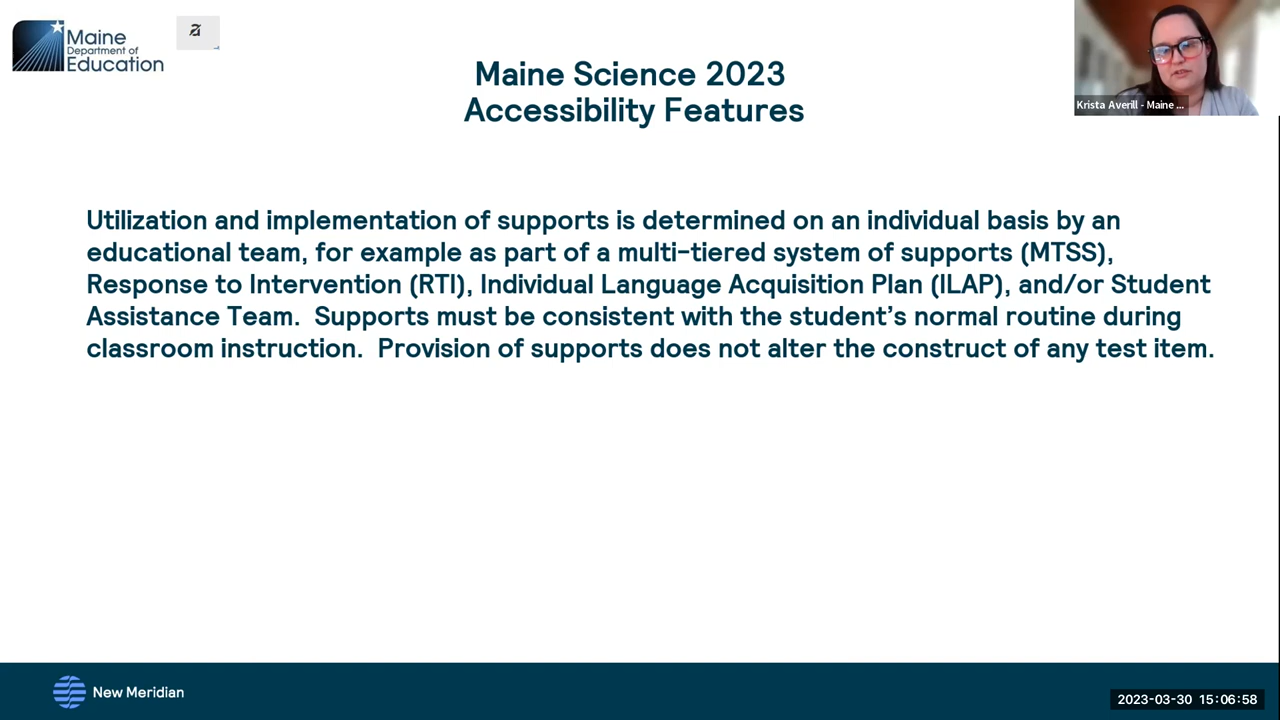 Maine
Department of
Education
Maine Science 2023
Accessibility Features
Krista Averill - Maine ...
Utilization and implementation of supports is determined on an individual basis by an
educational team, for example as part of a multi-tiered system of supports (MTSS),
Response to Intervention (RTI), Individual Language Acquisition Plan (ILAP), and/or Student
Assistance Team.  Supports must be consistent with the student’s normal routine during
classroom instruction.  Provision of supports does not alter the construct of any test item.
New Meridian
2023-03-30 15:06:58